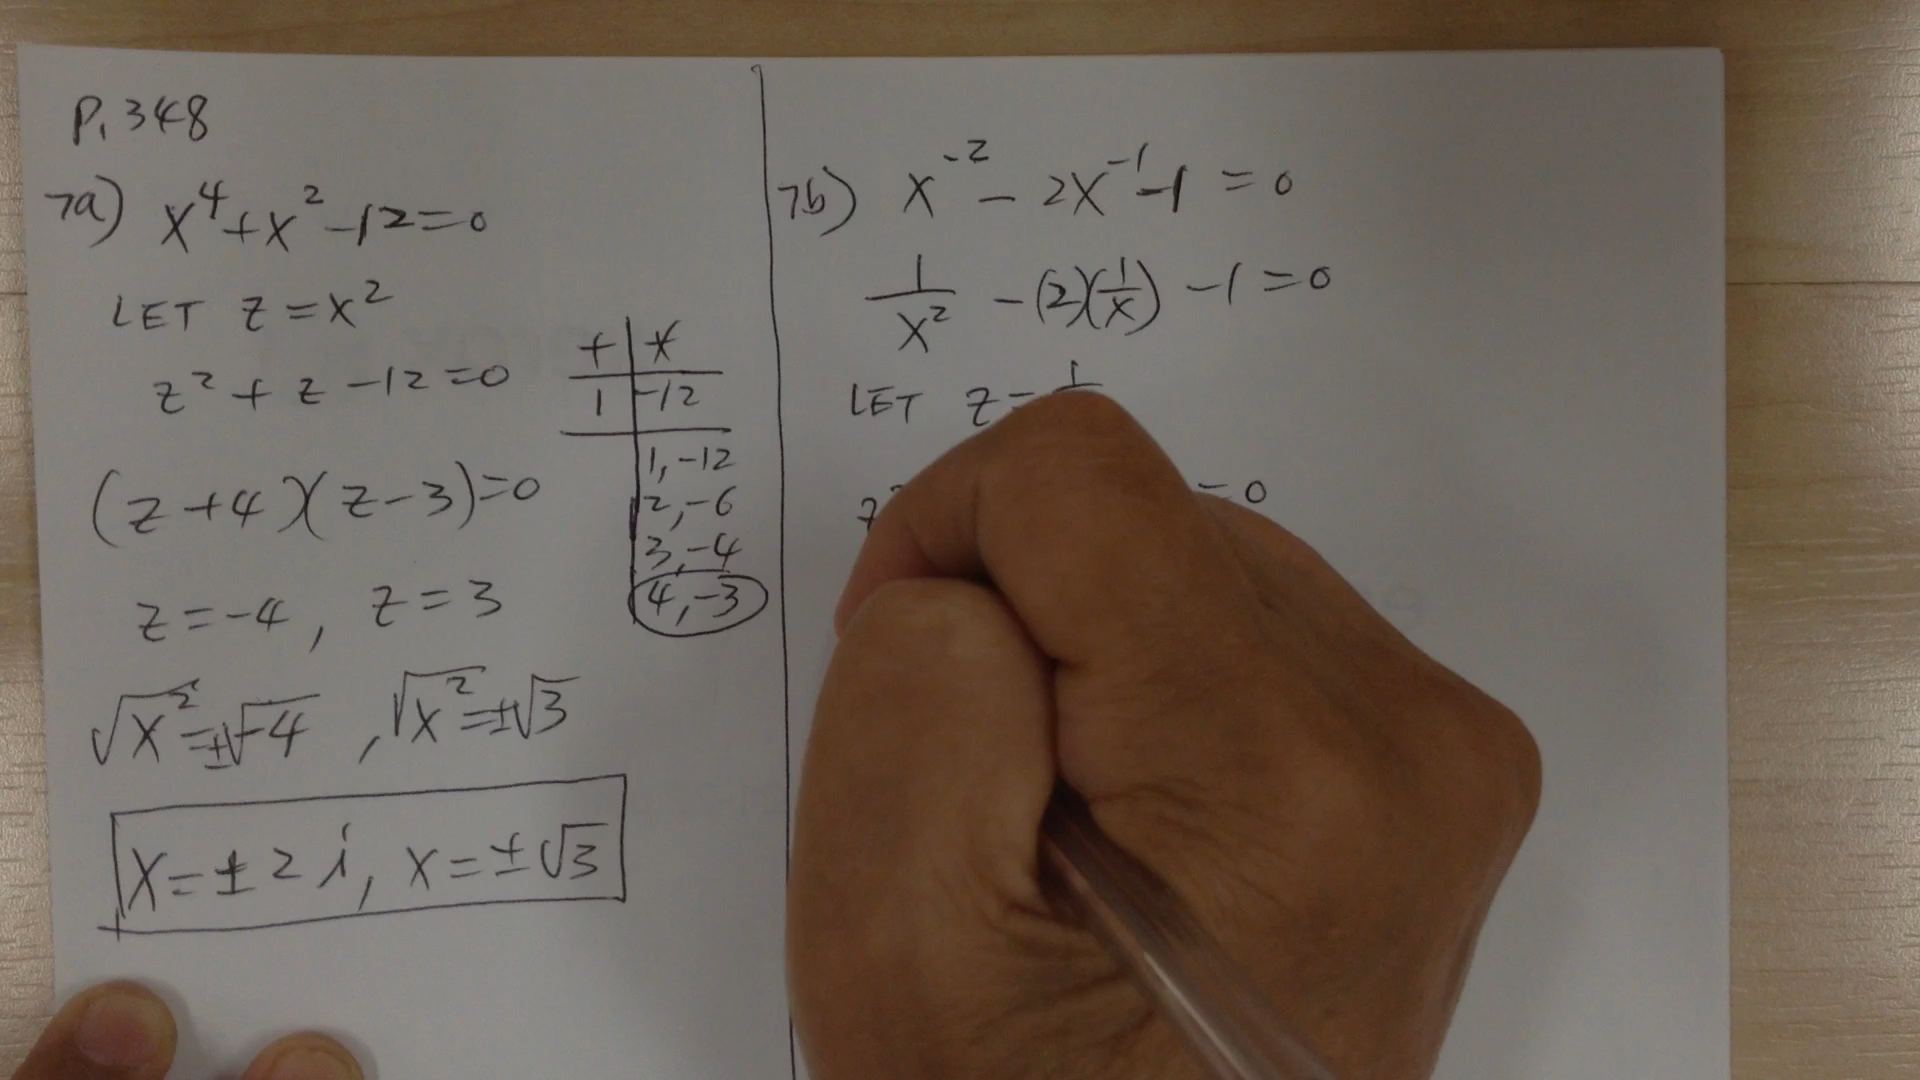 P. 348
7a) x⁴+x²-12=0
LET z=x²
z²+z-12=0
(z+4)(z-3)=0
z=-4, z=3
√x²=±√-4, √x²=±√3
x=±2i, x=±√3
+ | ×
1 | -12
1,-12
2,-6
3,-4
4,-3
7b) x⁻²-2x⁻¹-1=0
1/x² -(2)(1/x) -1=0
LET z=1
z =0